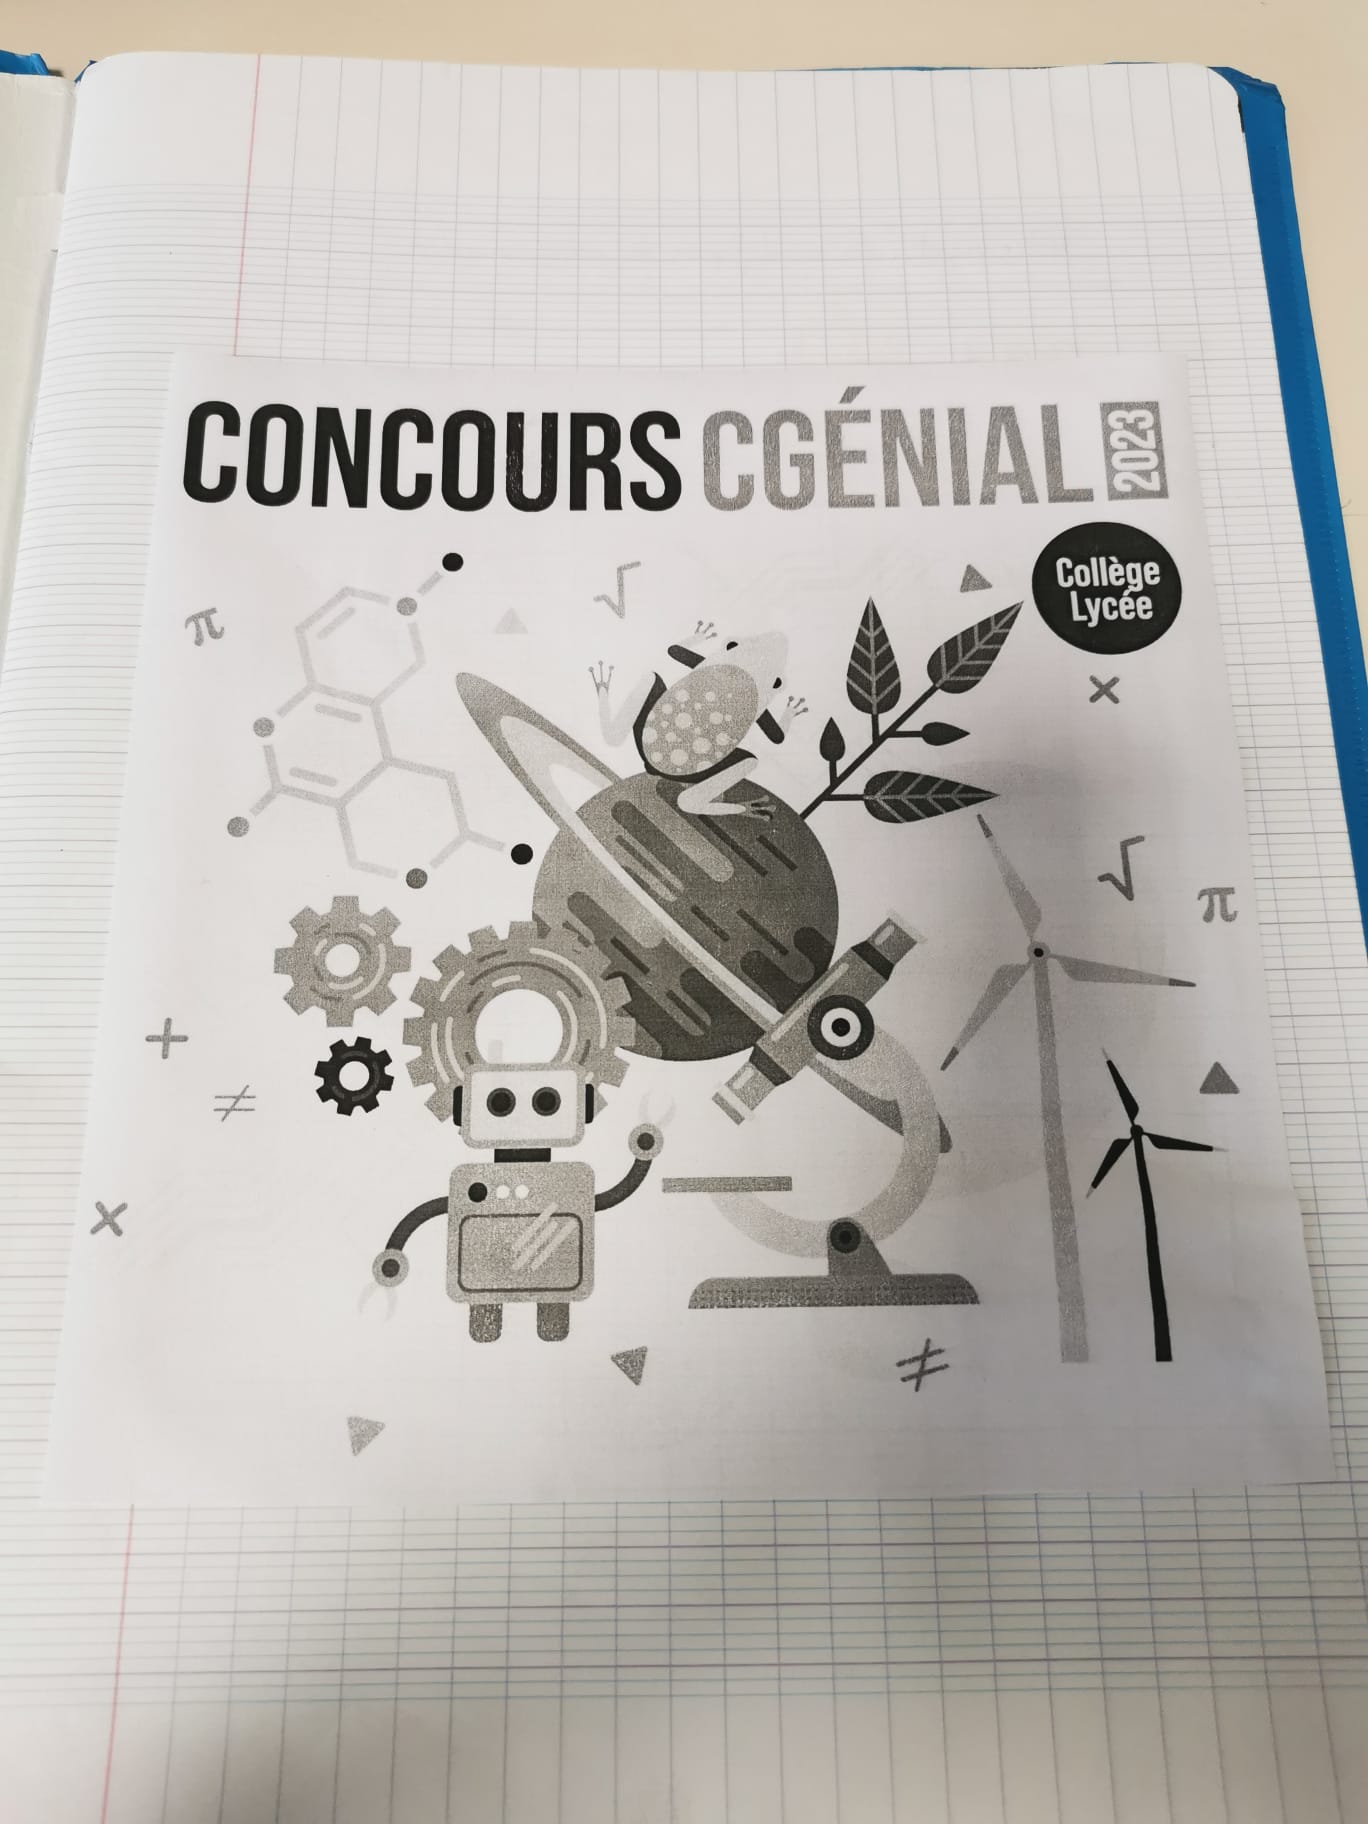 CONCOURS CGÉNIAL 2023
Collège
Lycée
π
√
×
√
π
+
≠
×
≠